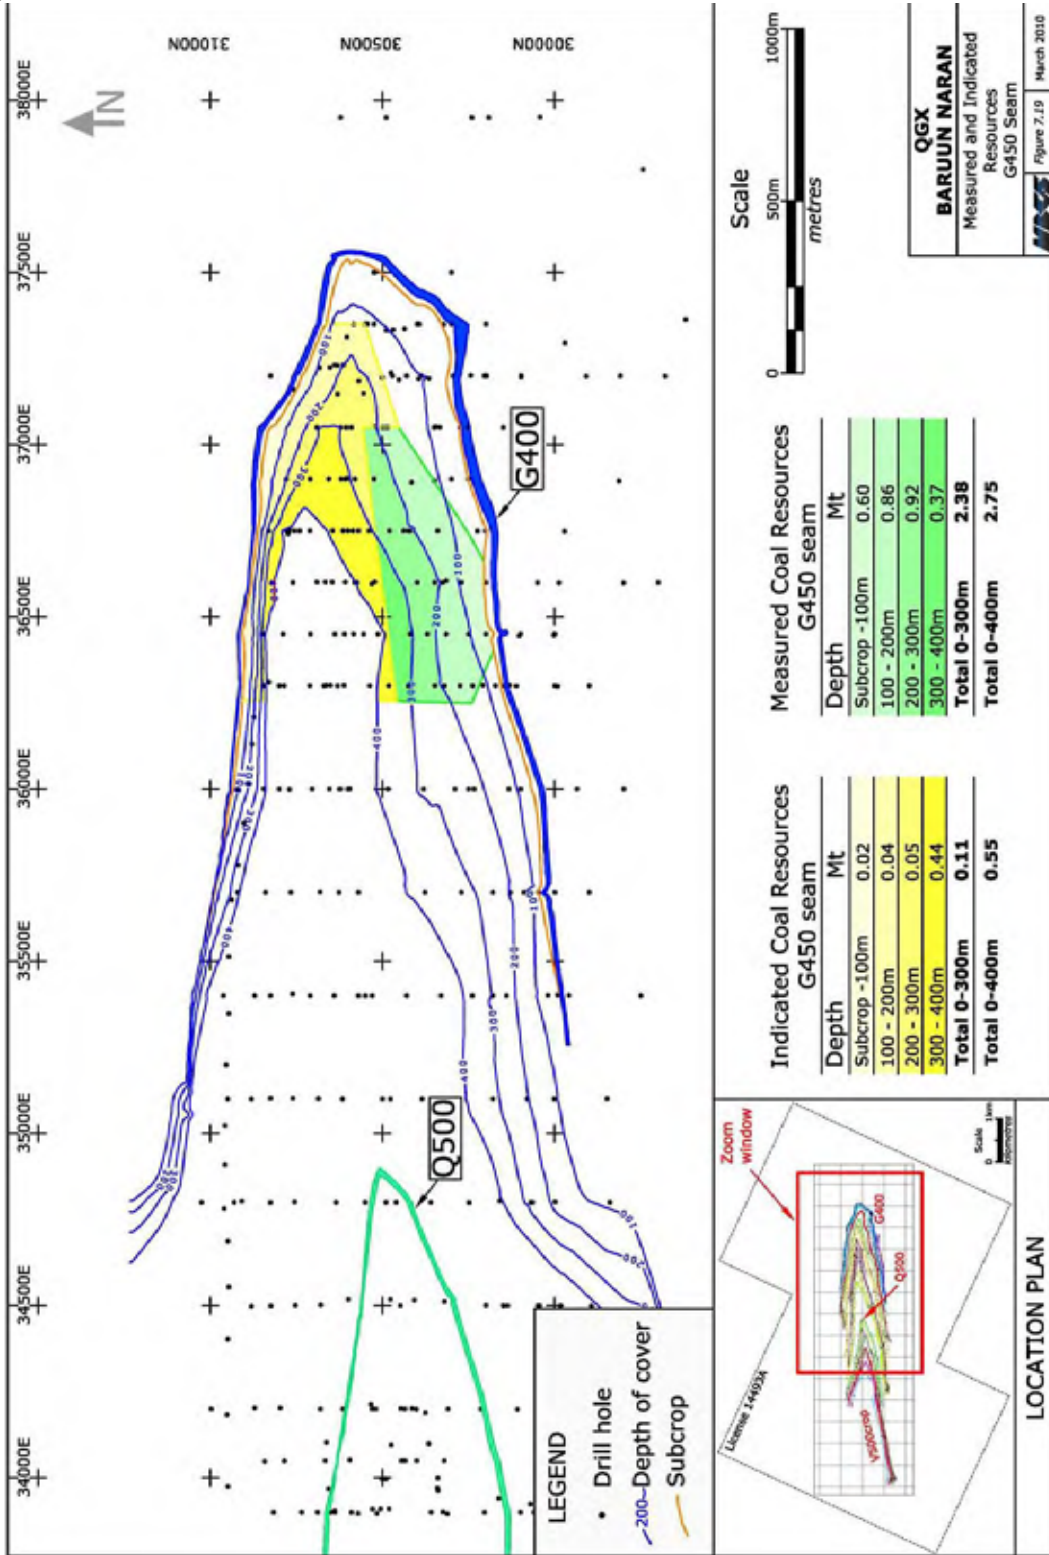 31000N
30500N
30000N
38000E
37500E
37000E
36500E
36000E
35500E
35000E
34500E
34000E
N
100
200
300
400
G400
Q500
LEGEND
Drill hole
200 Depth of cover
Subcrop
Scale
0 500m 1000m
metres
QGX
BARUUN NARAN
Measured and Indicated
Resources
G450 Seam
Figure 7.19 March 2010
Indicated Coal Resources
G450 seam
Depth Mt
Subcrop -100m 0.02
100 - 200m 0.04
200 - 300m 0.05
300 - 400m 0.44
Total 0-300m 0.11
Total 0-400m 0.55
Measured Coal Resources
G450 seam
Depth Mt
Subcrop -100m 0.60
100 - 200m 0.86
200 - 300m 0.92
300 - 400m 0.37
Total 0-300m 2.38
Total 0-400m 2.75
Zoom
window
License 14493A
G400
Q500
Scale
0 1km
kilometres
LOCATION PLAN